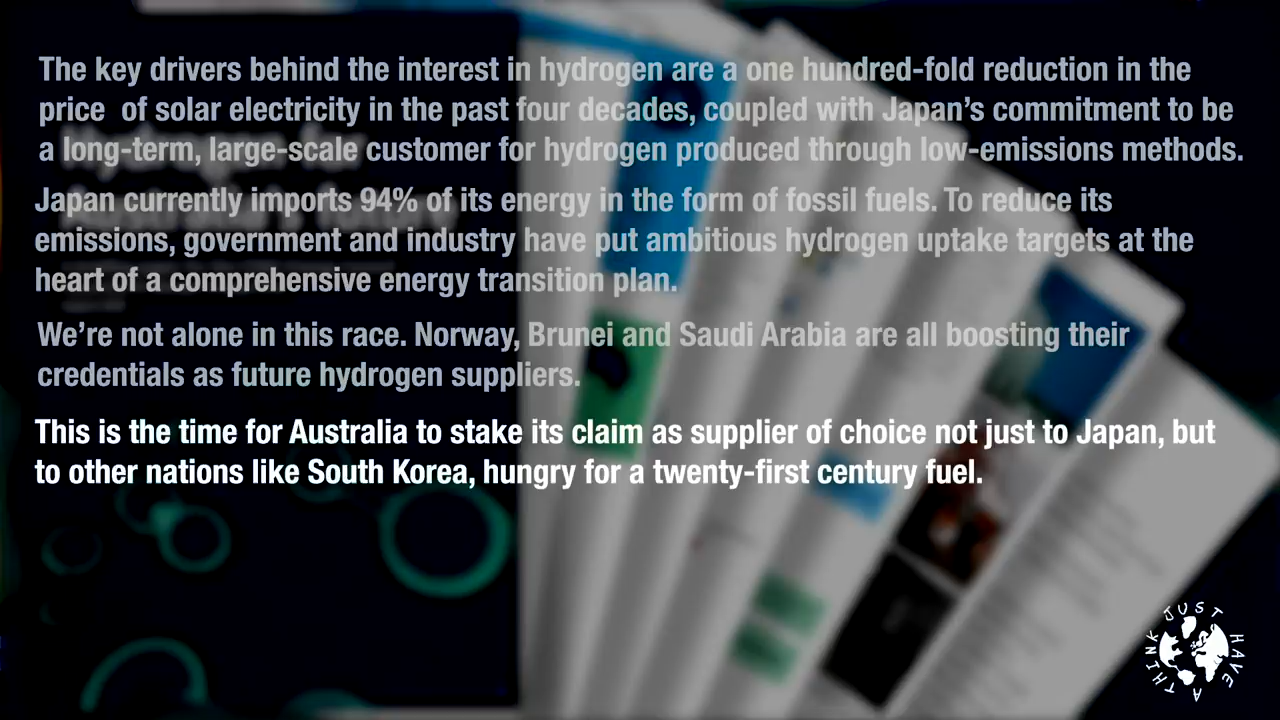 The key drivers behind the interest in hydrogen are a one hundred-fold reduction in the
price of solar electricity in the past four decades, coupled with Japan's commitment to be
a long-term, large-scale customer for hydrogen produced through low-emissions methods.
Japan currently imports 94% of its energy in the form of fossil fuels. To reduce its
emissions, government and industry have put ambitious hydrogen uptake targets at the
heart of a comprehensive energy transition plan.
We're not alone in this race. Norway, Brunei and Saudi Arabia are all boosting their
credentials as future hydrogen suppliers.
This is the time for Australia to stake its claim as supplier of choice not just to Japan, but
to other nations like South Korea, hungry for a twenty-first century fuel.
JUST HAVE A THINK